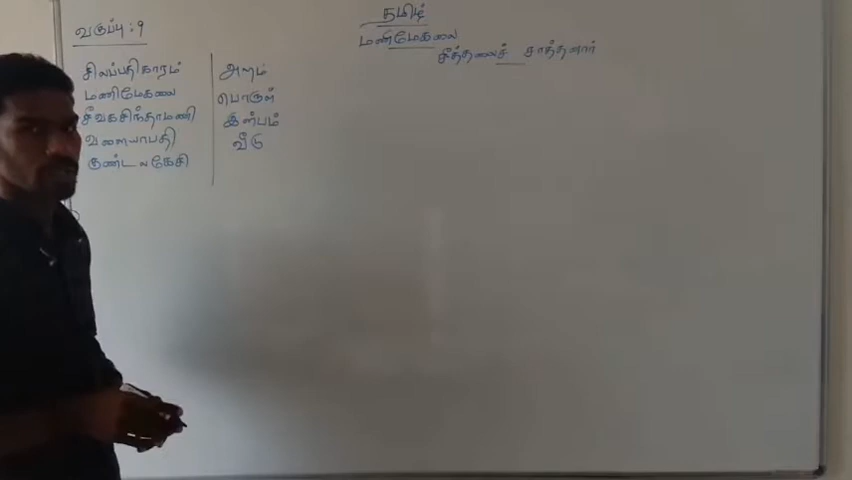 வகுப்பு : 9
தமிழ்
மணிமேகலை
சீத்தலைச் சாத்தனார்
சிலப்பதிகாரம்
மணிமேகலை
சீவகசிந்தாமணி
வளையாபதி
குண்டலகேசி
அறம்
பொருள்
இன்பம்
வீடு